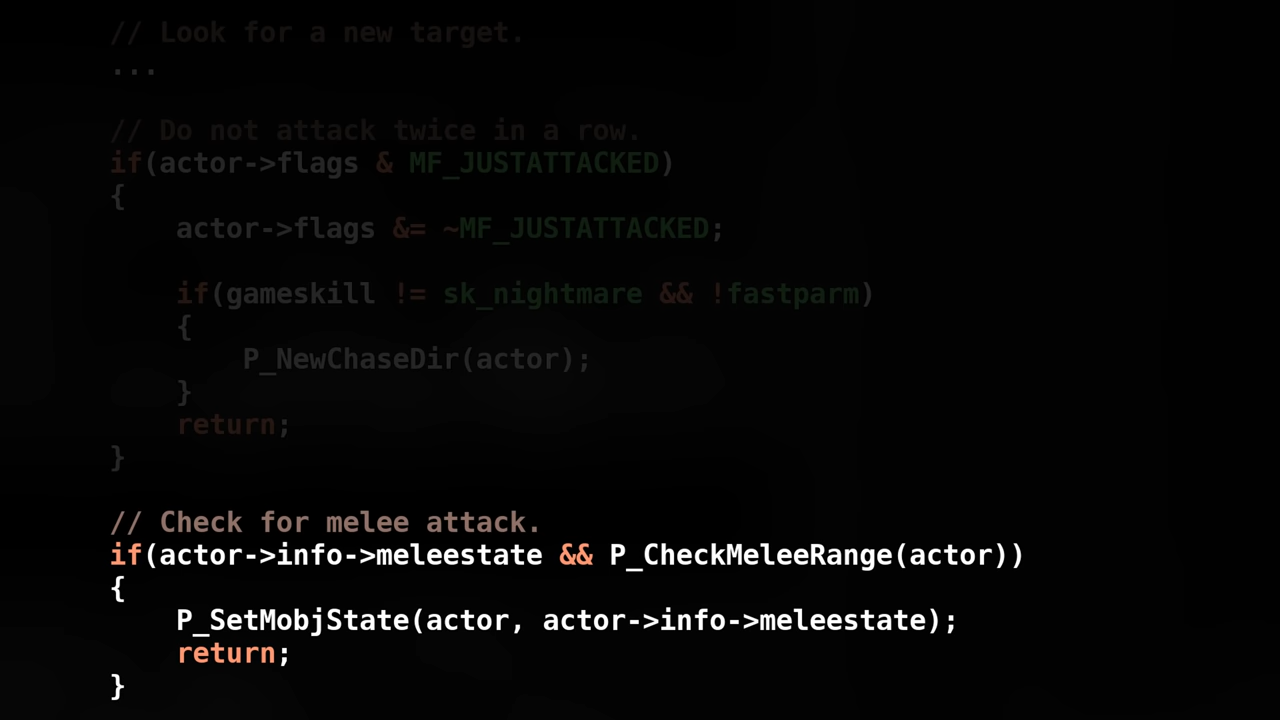 // Look for a new target.
...
// Do not attack twice in a row.
if(actor->flags & MF_JUSTATTACKED)
{
    actor->flags &= ~MF_JUSTATTACKED;
    if(gameskill != sk_nightmare && !fastparm)
    {
        P_NewChaseDir(actor);
    }
    return;
}
// Check for melee attack.
if(actor->info->meleestate && P_CheckMeleeRange(actor))
{
    P_SetMobjState(actor, actor->info->meleestate);
    return;
}